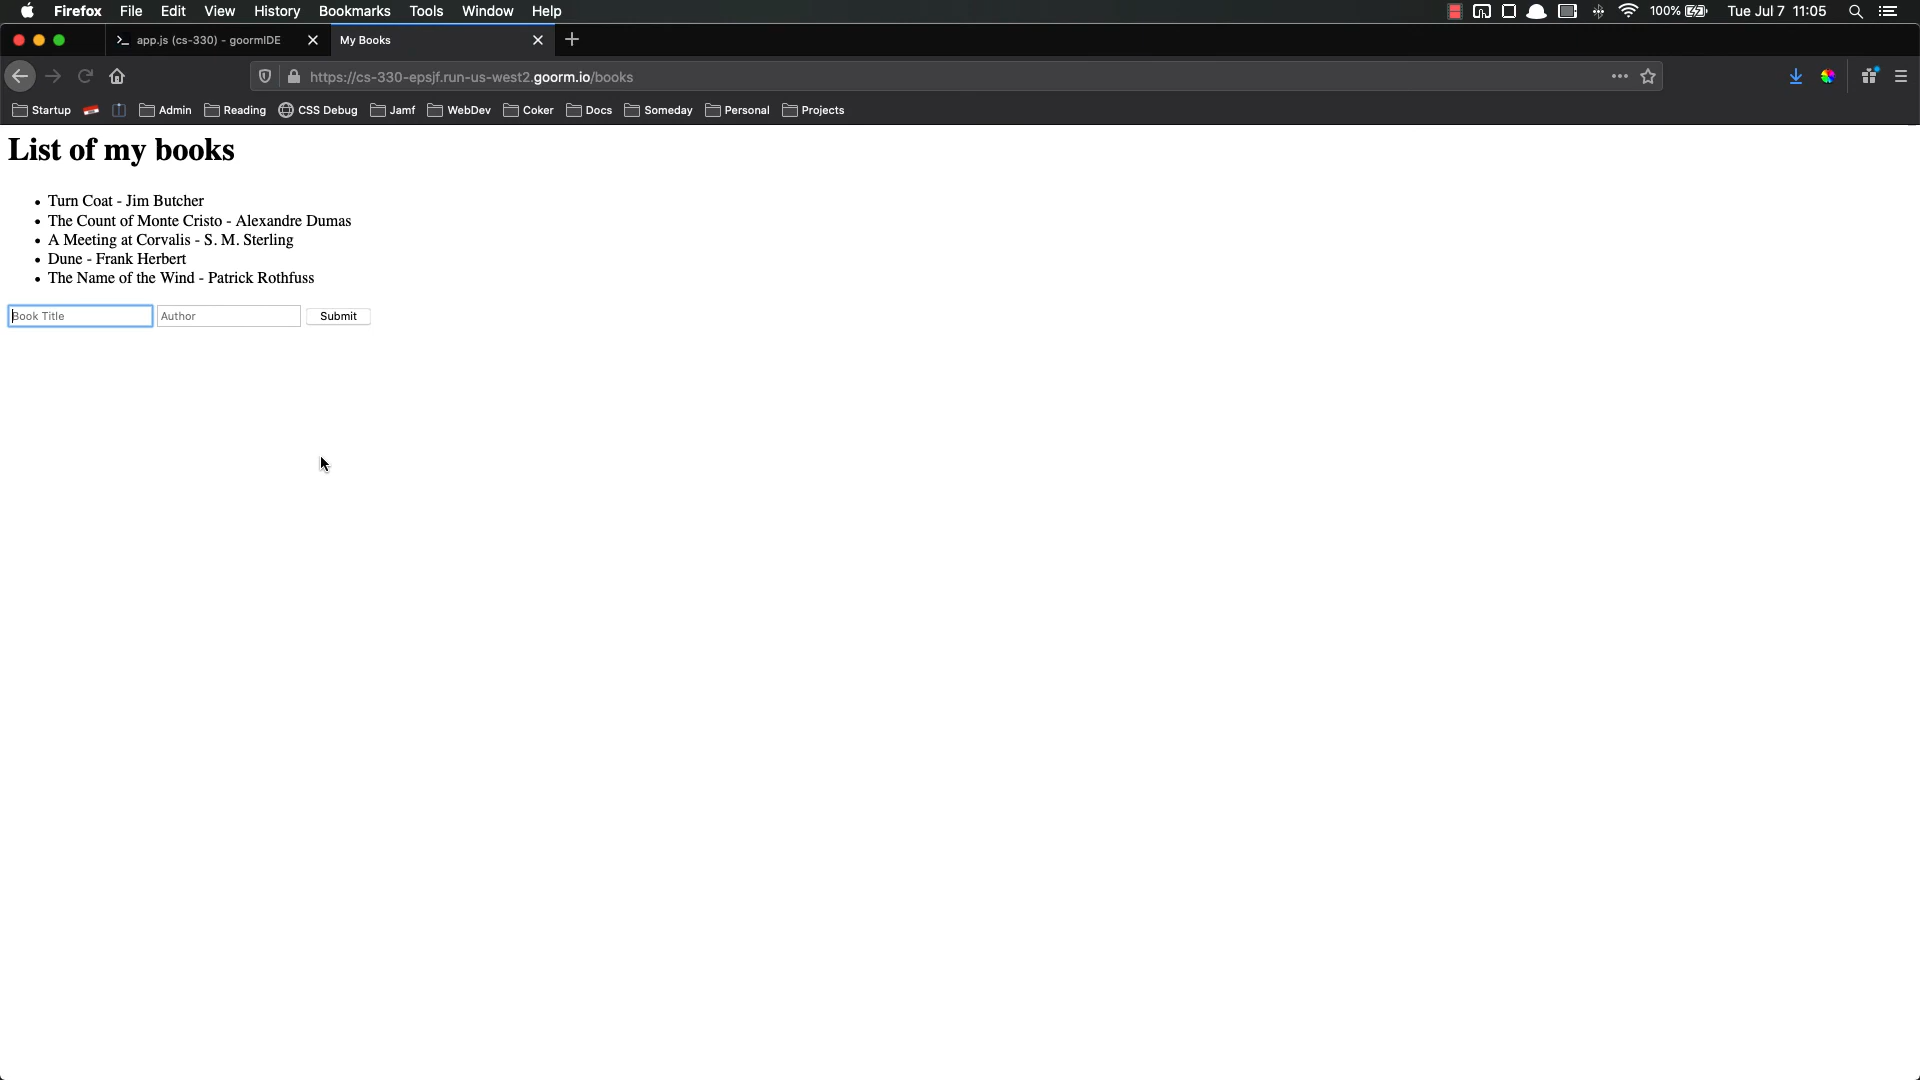 Firefox File Edit View History Bookmarks Tools Window Help 100% Tue Jul 7 11:05
>_ app.js (cs-330) - goormIDE My Books
https://cs-330-epsjf.run-us-west2.goorm.io/books
Startup Admin Reading CSS Debug Jamf WebDev Coker Docs Someday Personal Projects
List of my books
• Turn Coat - Jim Butcher
• The Count of Monte Cristo - Alexandre Dumas
• A Meeting at Corvalis - S. M. Sterling
• Dune - Frank Herbert
• The Name of the Wind - Patrick Rothfuss
Book Title Author Submit